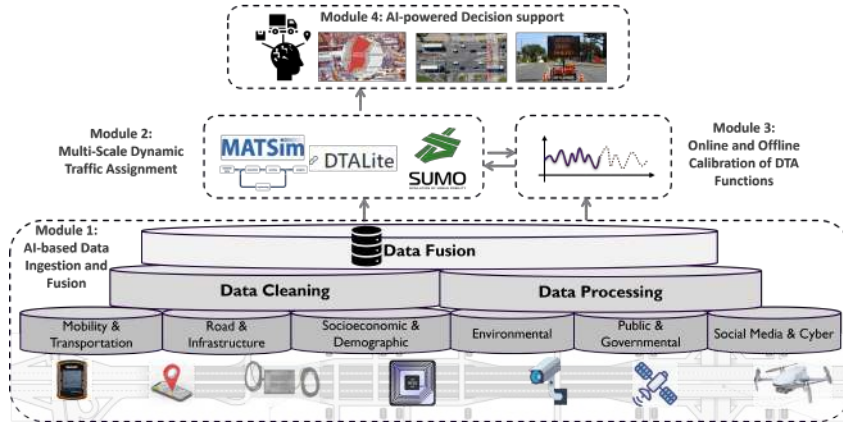 Module 4: AI-powered Decision support
Module 2:
Multi-Scale Dynamic
Traffic Assignment
MATSim
DTALite
SUMO
Module 3:
Online and Offline
Calibration of DTA
Functions
Module 1:
AI-based Data
Ingestion and
Fusion
Data Fusion
Data Cleaning
Data Processing
Mobility &
Transportation
Road &
Infrastructure
Socioeconomic &
Demographic
Environmental
Public &
Governmental
Social Media & Cyber